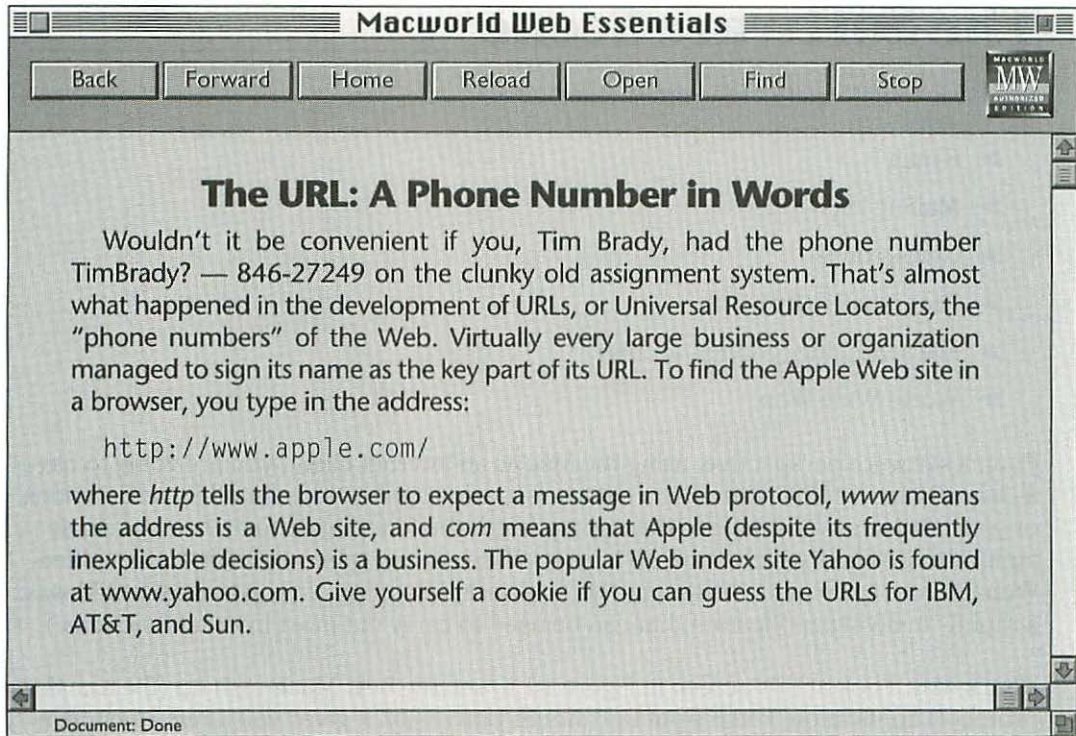 Macworld Web Essentials
Back Forward Home Reload Open Find Stop
MACWORLD
MW
AUTHORIZED
EDITION
The URL: A Phone Number in Words
Wouldn't it be convenient if you, Tim Brady, had the phone number
TimBrady? — 846-27249 on the clunky old assignment system. That's almost
what happened in the development of URLs, or Universal Resource Locators, the
"phone numbers" of the Web. Virtually every large business or organization
managed to sign its name as the key part of its URL. To find the Apple Web site in
a browser, you type in the address:
http://www.apple.com/
where http tells the browser to expect a message in Web protocol, www means
the address is a Web site, and com means that Apple (despite its frequently
inexplicable decisions) is a business. The popular Web index site Yahoo is found
at www.yahoo.com. Give yourself a cookie if you can guess the URLs for IBM,
AT&T, and Sun.
Document: Done